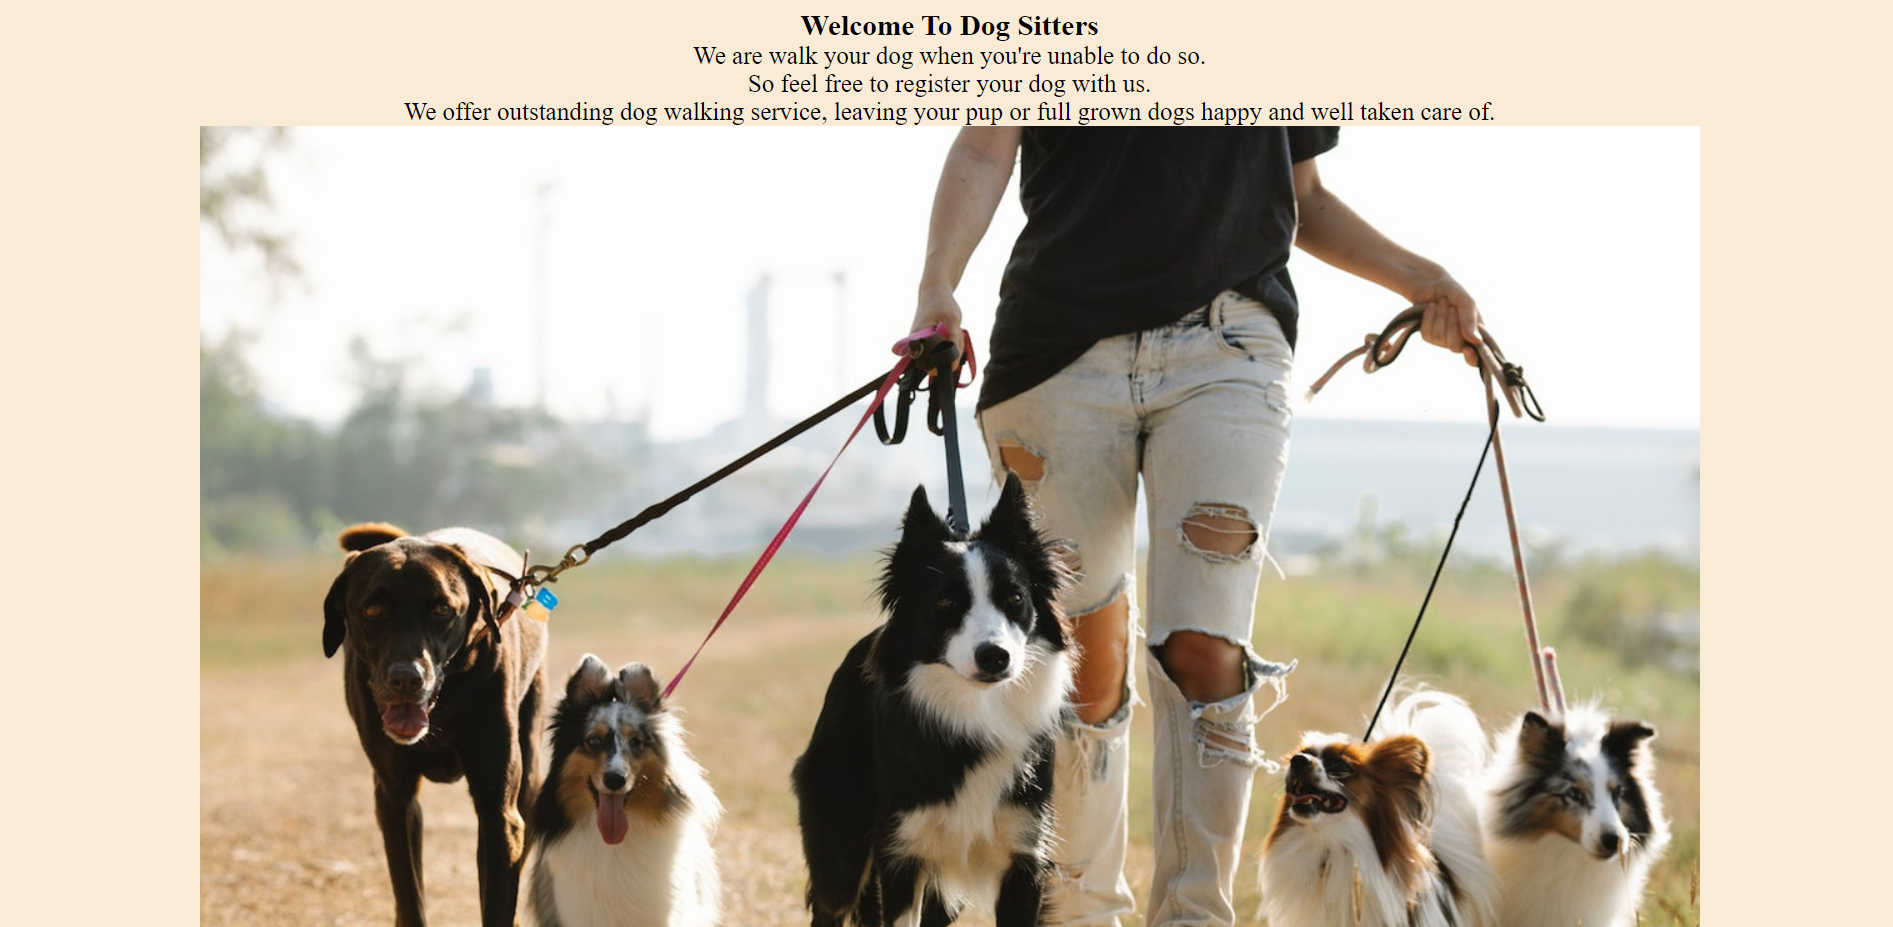 Welcome To Dog Sitters
We are walk your dog when you're unable to do so.
So feel free to register your dog with us.
We offer outstanding dog walking service, leaving your pup or full grown dogs happy and well taken care of.